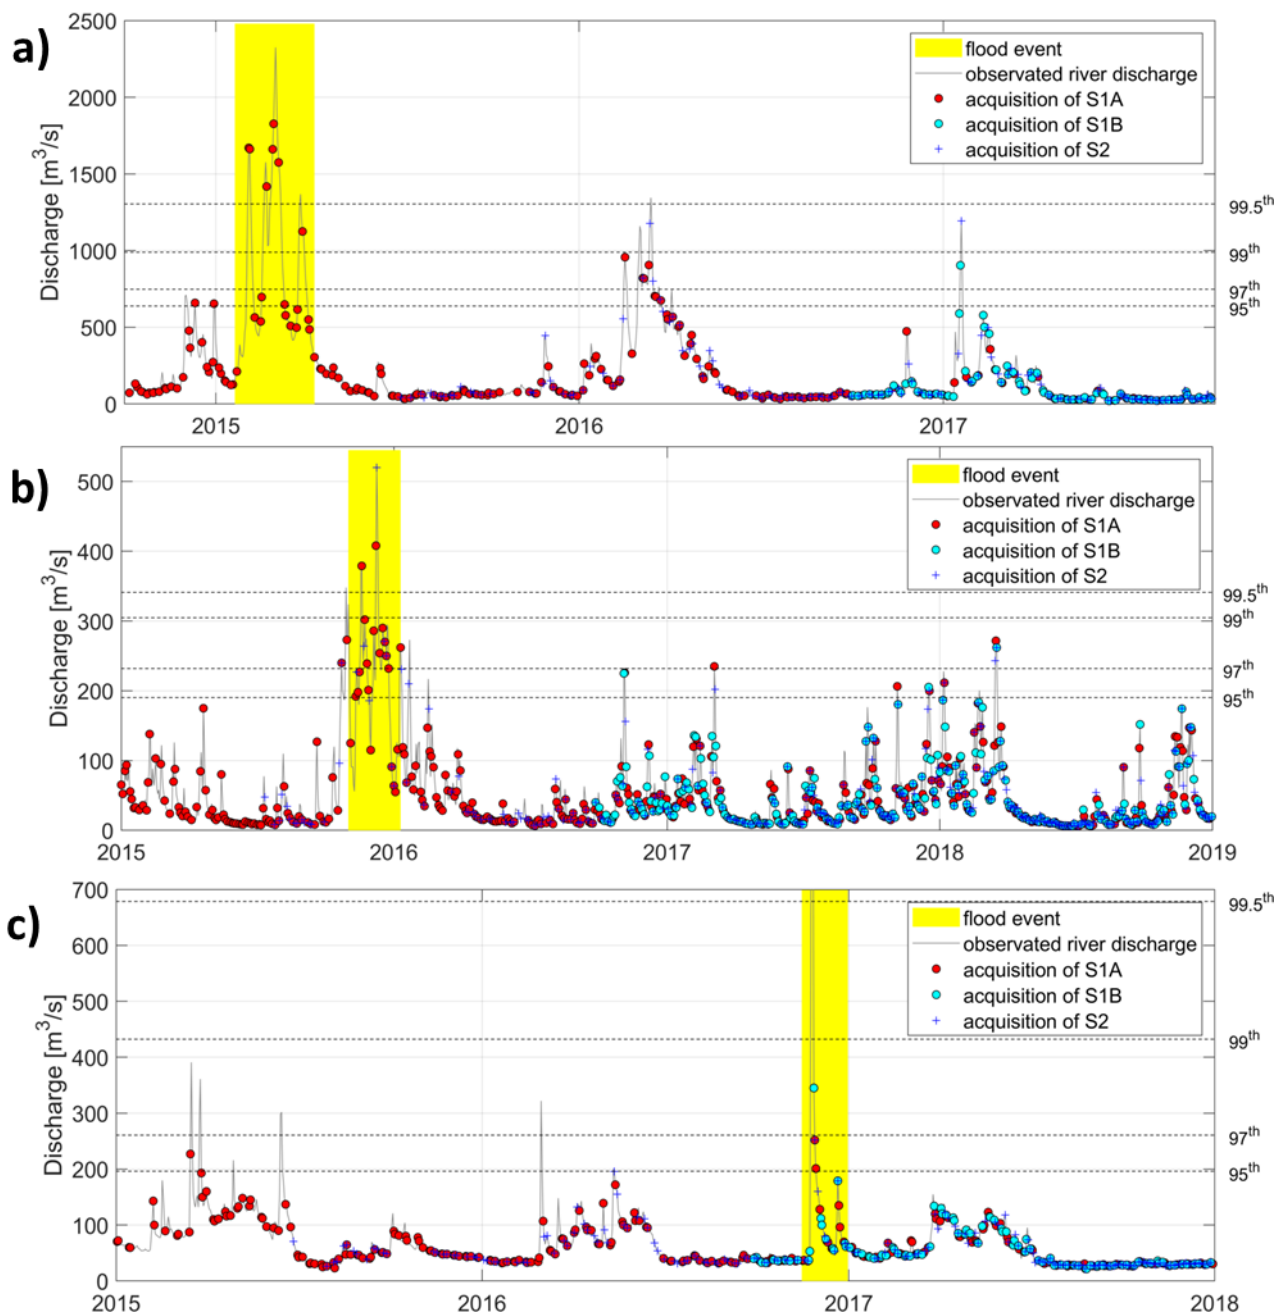 a)
2500
2000
1500
1000
500
0
Discharge [m³/s]
flood event
observated river discharge
acquisition of S1A
acquisition of S1B
acquisition of S2
99.5th
99th
97th
95th
2015
2016
2017
b)
500
400
300
200
100
0
Discharge [m³/s]
flood event
observated river discharge
acquisition of S1A
acquisition of S1B
acquisition of S2
99.5th
99th
97th
95th
2015
2016
2017
2018
2019
c)
700
600
500
400
300
200
100
0
Discharge [m³/s]
flood event
observated river discharge
acquisition of S1A
acquisition of S1B
acquisition of S2
99.5th
99th
97th
95th
2015
2016
2017
2018